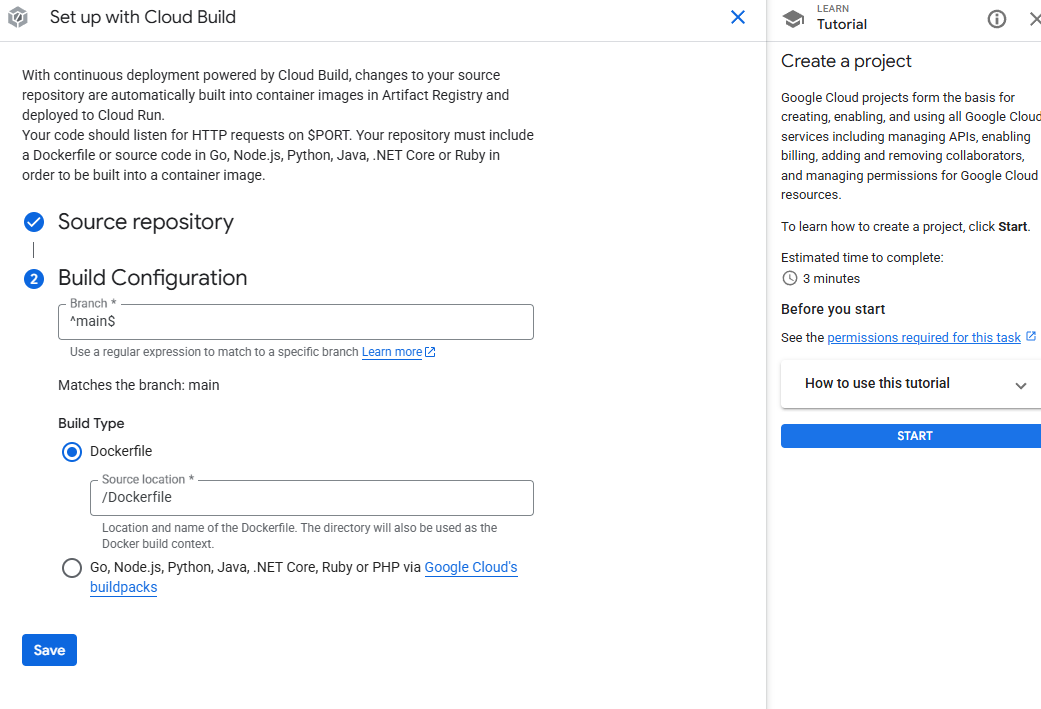 Set up with Cloud Build
With continuous deployment powered by Cloud Build, changes to your source
repository are automatically built into container images in Artifact Registry and
deployed to Cloud Run.
Your code should listen for HTTP requests on $PORT. Your repository must include
a Dockerfile or source code in Go, Node.js, Python, Java, .NET Core or Ruby in
order to be built into a container image.
Source repository
2 Build Configuration
Branch *
^main$
Use a regular expression to match to a specific branch Learn more
Matches the branch: main
Build Type
Dockerfile
Source location *
/Dockerfile
Location and name of the Dockerfile. The directory will also be used as the
Docker build context.
Go, Node.js, Python, Java, .NET Core, Ruby or PHP via Google Cloud's
buildpacks
Save
LEARN
Tutorial
Create a project
Google Cloud projects form the basis for
creating, enabling, and using all Google Cloud
services including managing APIs, enabling
billing, adding and removing collaborators,
and managing permissions for Google Cloud
resources.
To learn how to create a project, click Start.
Estimated time to complete:
3 minutes
Before you start
See the permissions required for this task
How to use this tutorial
START